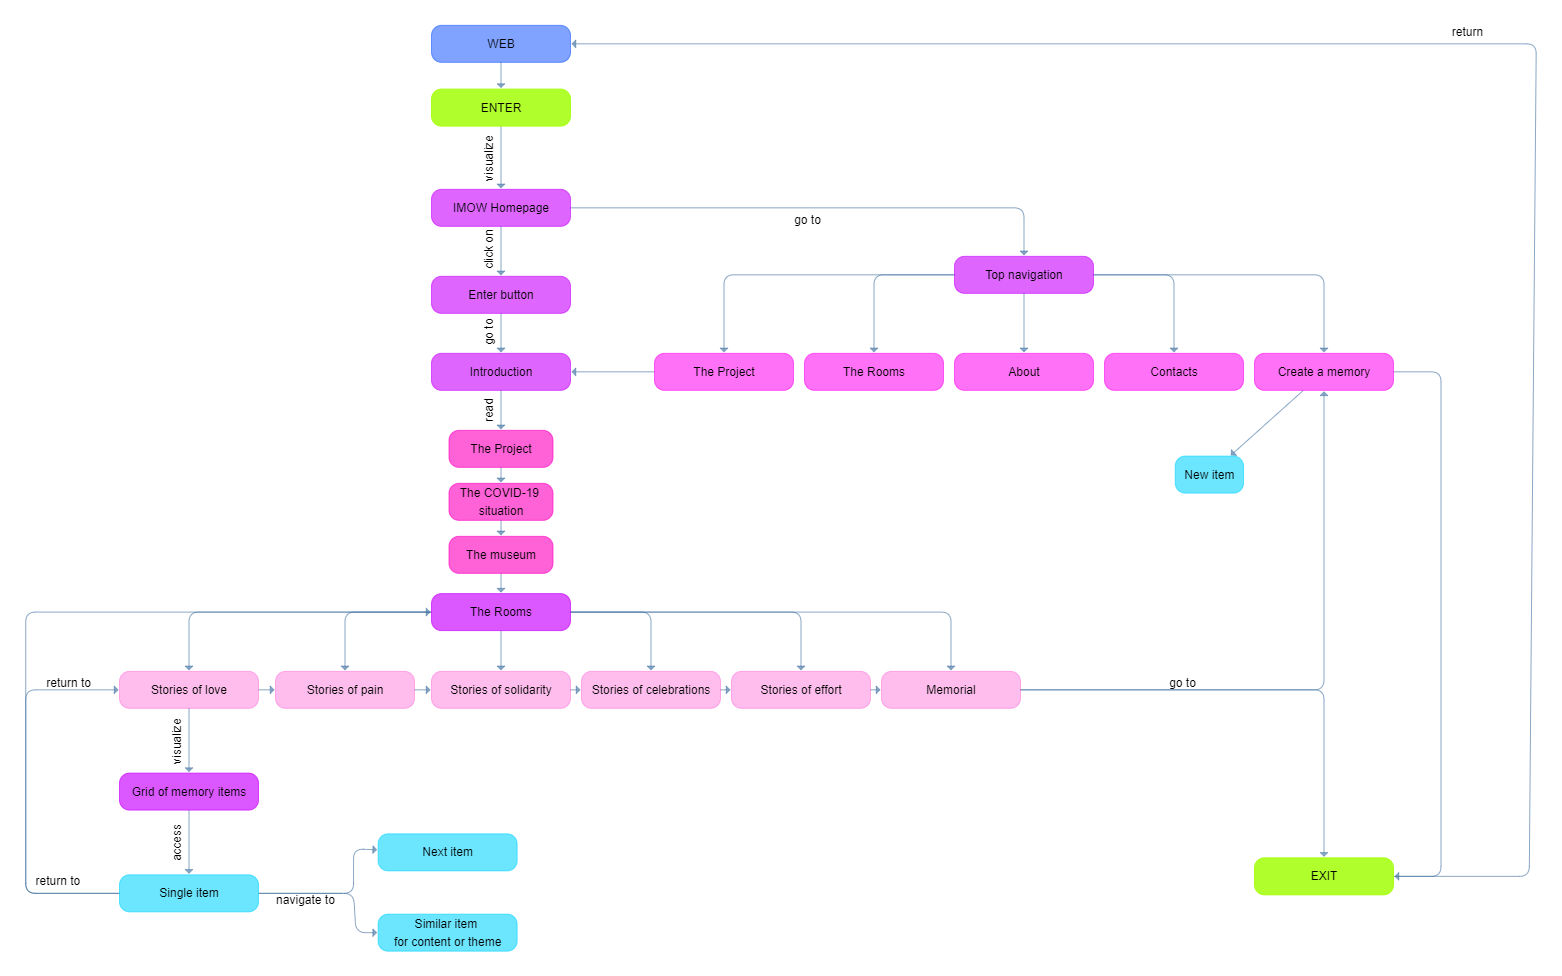 return
WEB
ENTER
visualize
IMOW Homepage
go to
click on
Top navigation
Enter button
go to
Introduction
The Project
The Rooms
About
Contacts
Create a memory
read
The Project
New item
The COVID-19
situation
The museum
The Rooms
return to
Stories of love
Stories of pain
Stories of solidarity
Stories of celebrations
Stories of effort
Memorial
go to
visualize
Grid of memory items
access
Next item
return to
Single item
navigate to
EXIT
Similar item
for content or theme